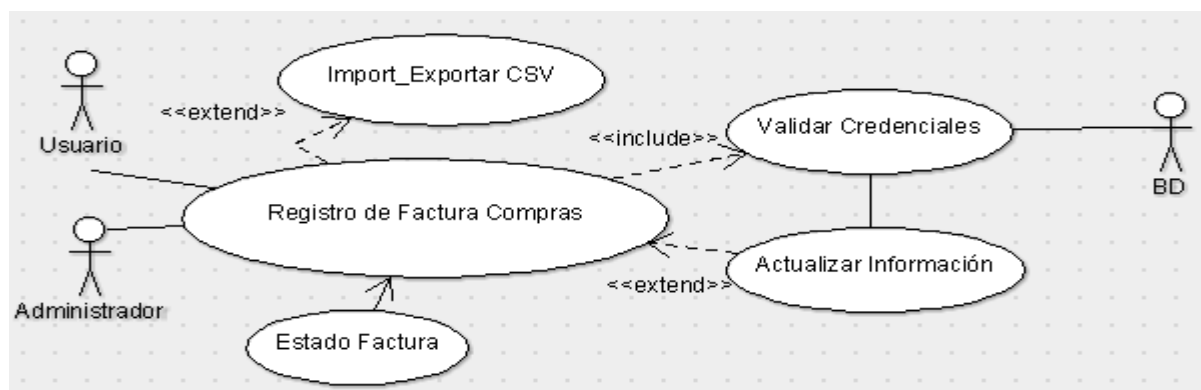 Import_Exportar CSV
<<extend>>
Usuario
<<include>>
Validar Credenciales
BD
Registro de Factura Compras
Administrador
Actualizar Información
<<extend>>
Estado Factura